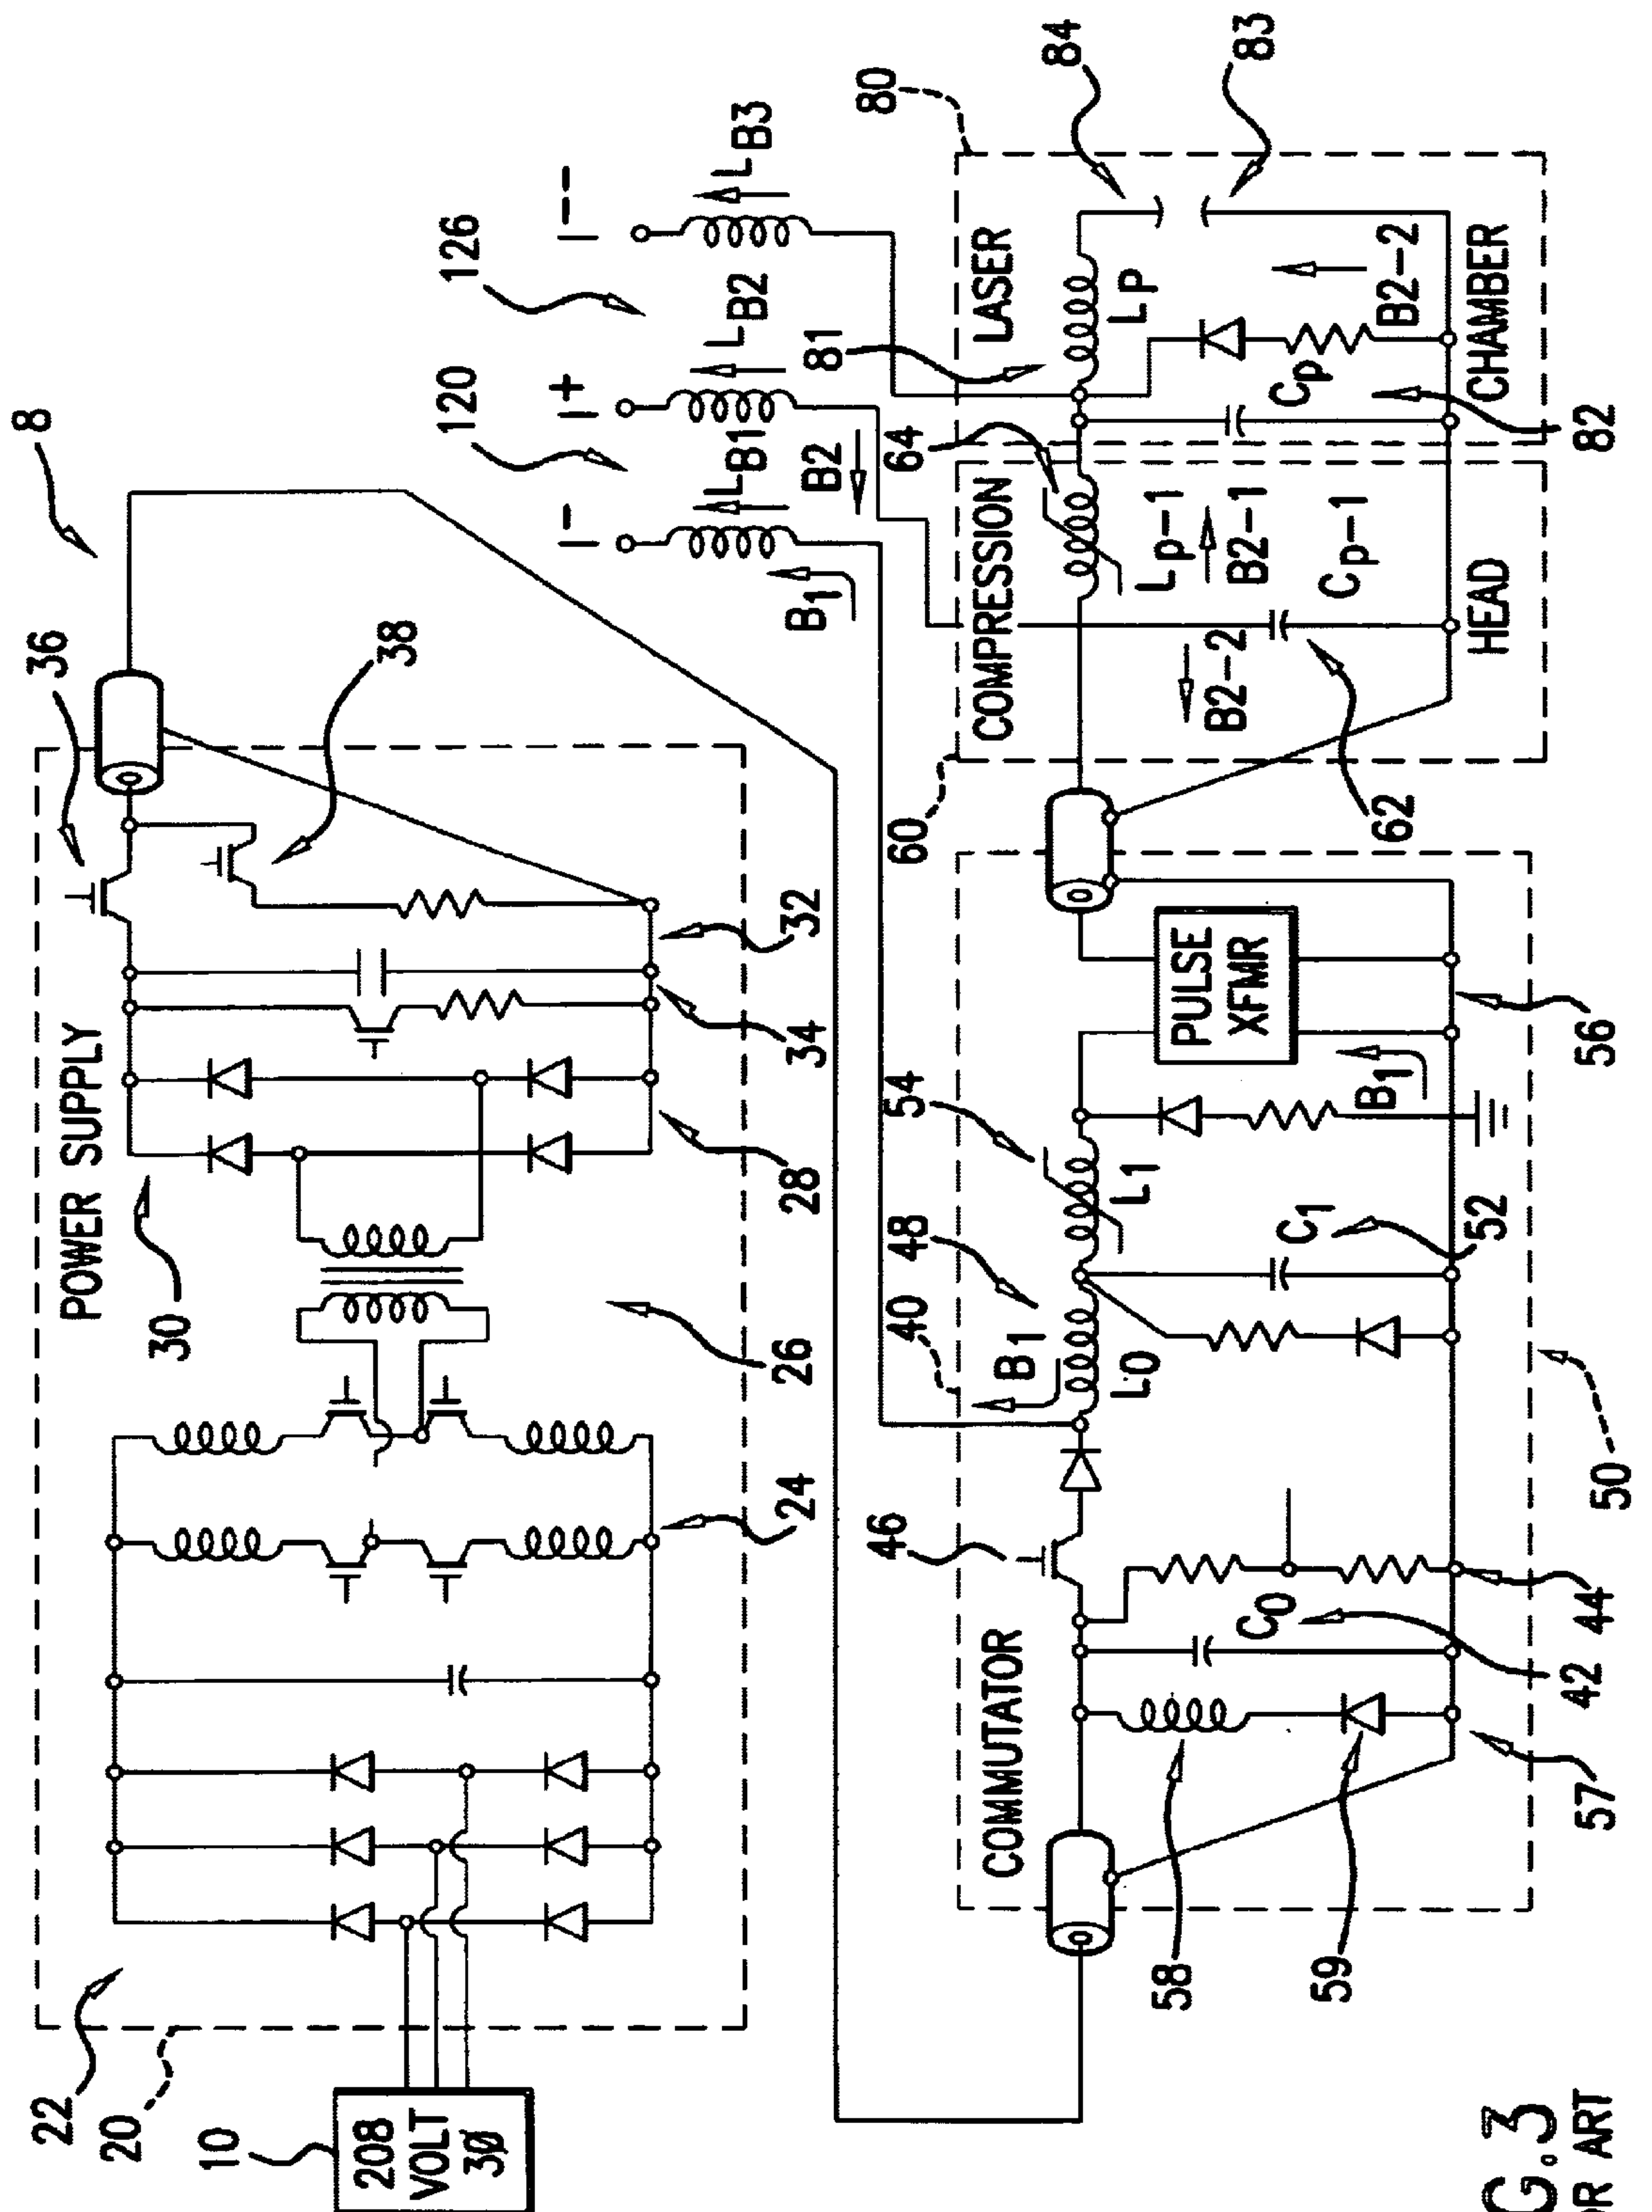 8
36
38
POWER SUPPLY
30
32
34
28
26
24
22
20
10
208
VOLT
3Ø
120
126
I-
I+
I--
LB1
LB2
LB3
B1
B2
80
84
83
81
64
LASER
LP
Cp
B2-2
CHAMBER
82
COMPRESSION
Lp-1
B2-1
B2-2
Cp-1
HEAD
60
62
PULSE
XFMR
56
54
B1
L1
48
40
B1
L0
C1
52
50
46
COMMUTATOR
C0
44
42
57
58
59
G.3
OR ART